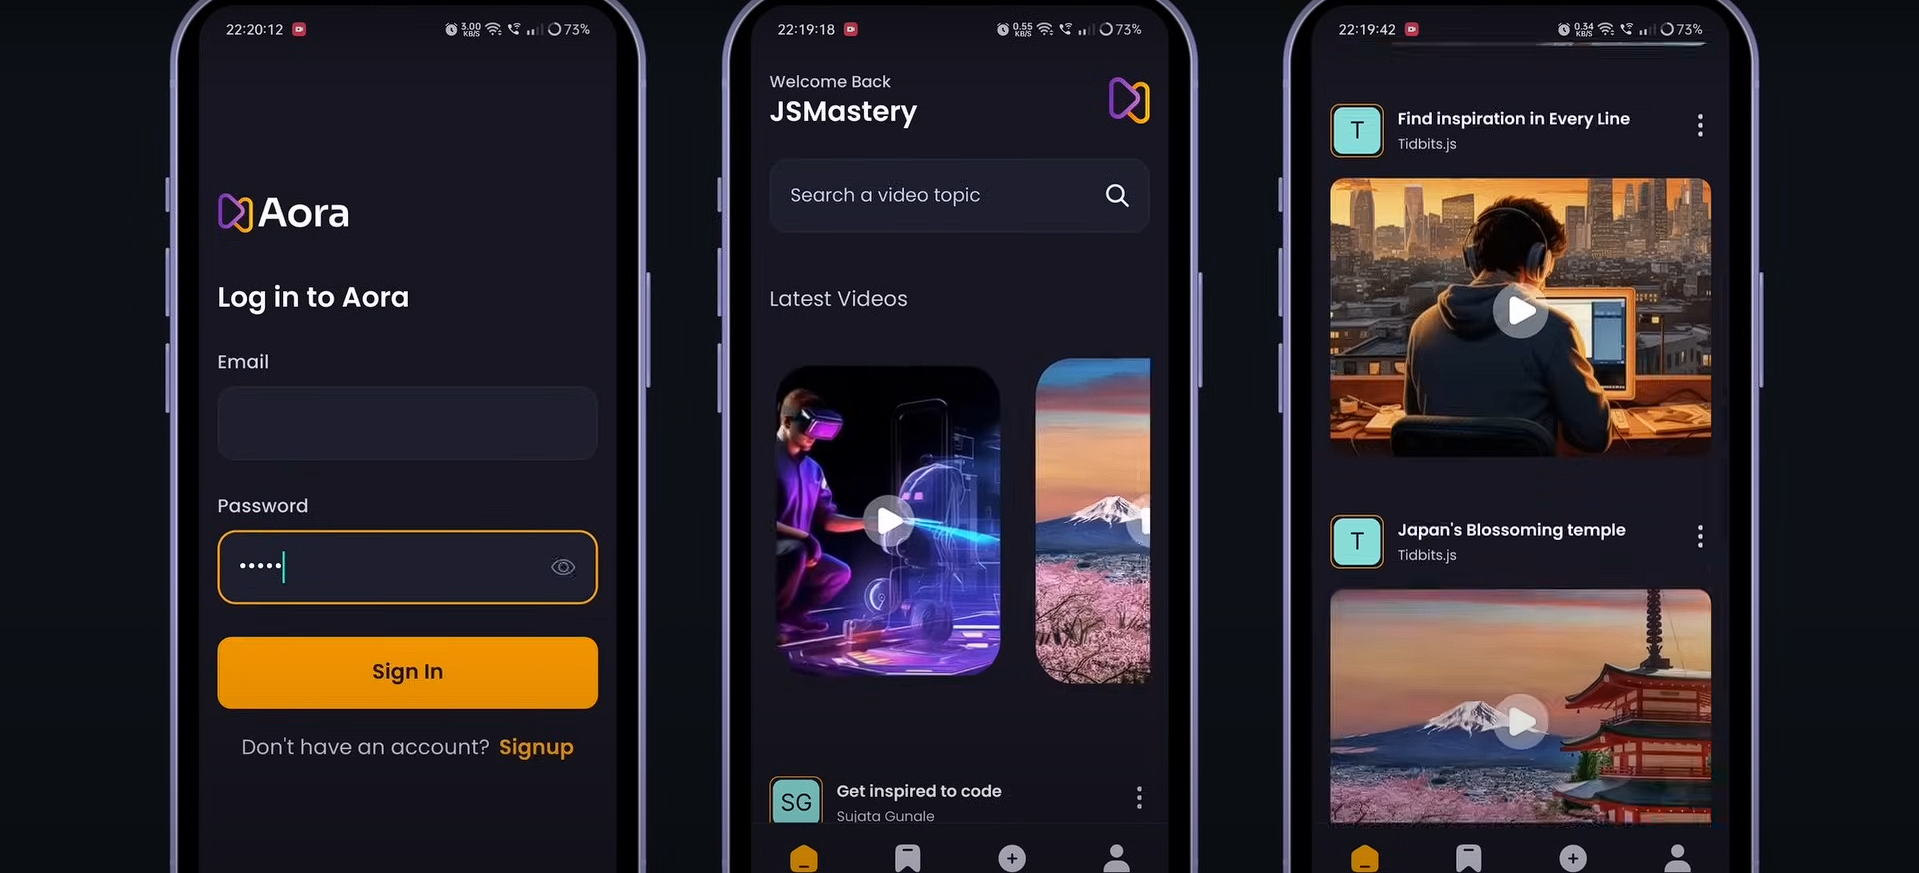 22:20:12
3.00
KB/S
73%
Aora
Log in to Aora
Email
Password
Sign In
Don't have an account? Signup
22:19:18
0.55
KB/S
73%
Welcome Back
JSMastery
Search a video topic
Latest Videos
SG
Get inspired to code
Sujata Gunale
22:19:42
0.34
KB/S
73%
T
Find inspiration in Every Line
Tidbits.js
T
Japan's Blossoming temple
Tidbits.js